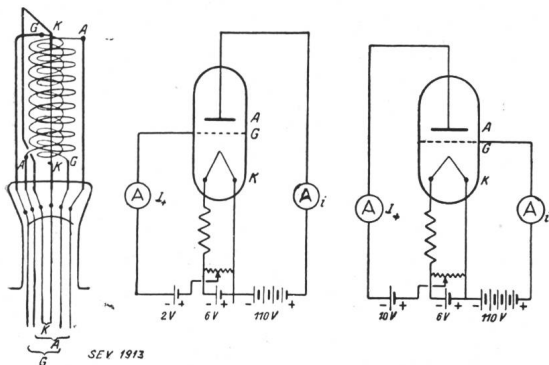 G K A
A K G
K
A
G
SEV 1913
A
G
K
A I+
A i
2V 6V 110V
- + - + - +
A
G
K
A I+
A i
10V 6V 110V
- + - + - +